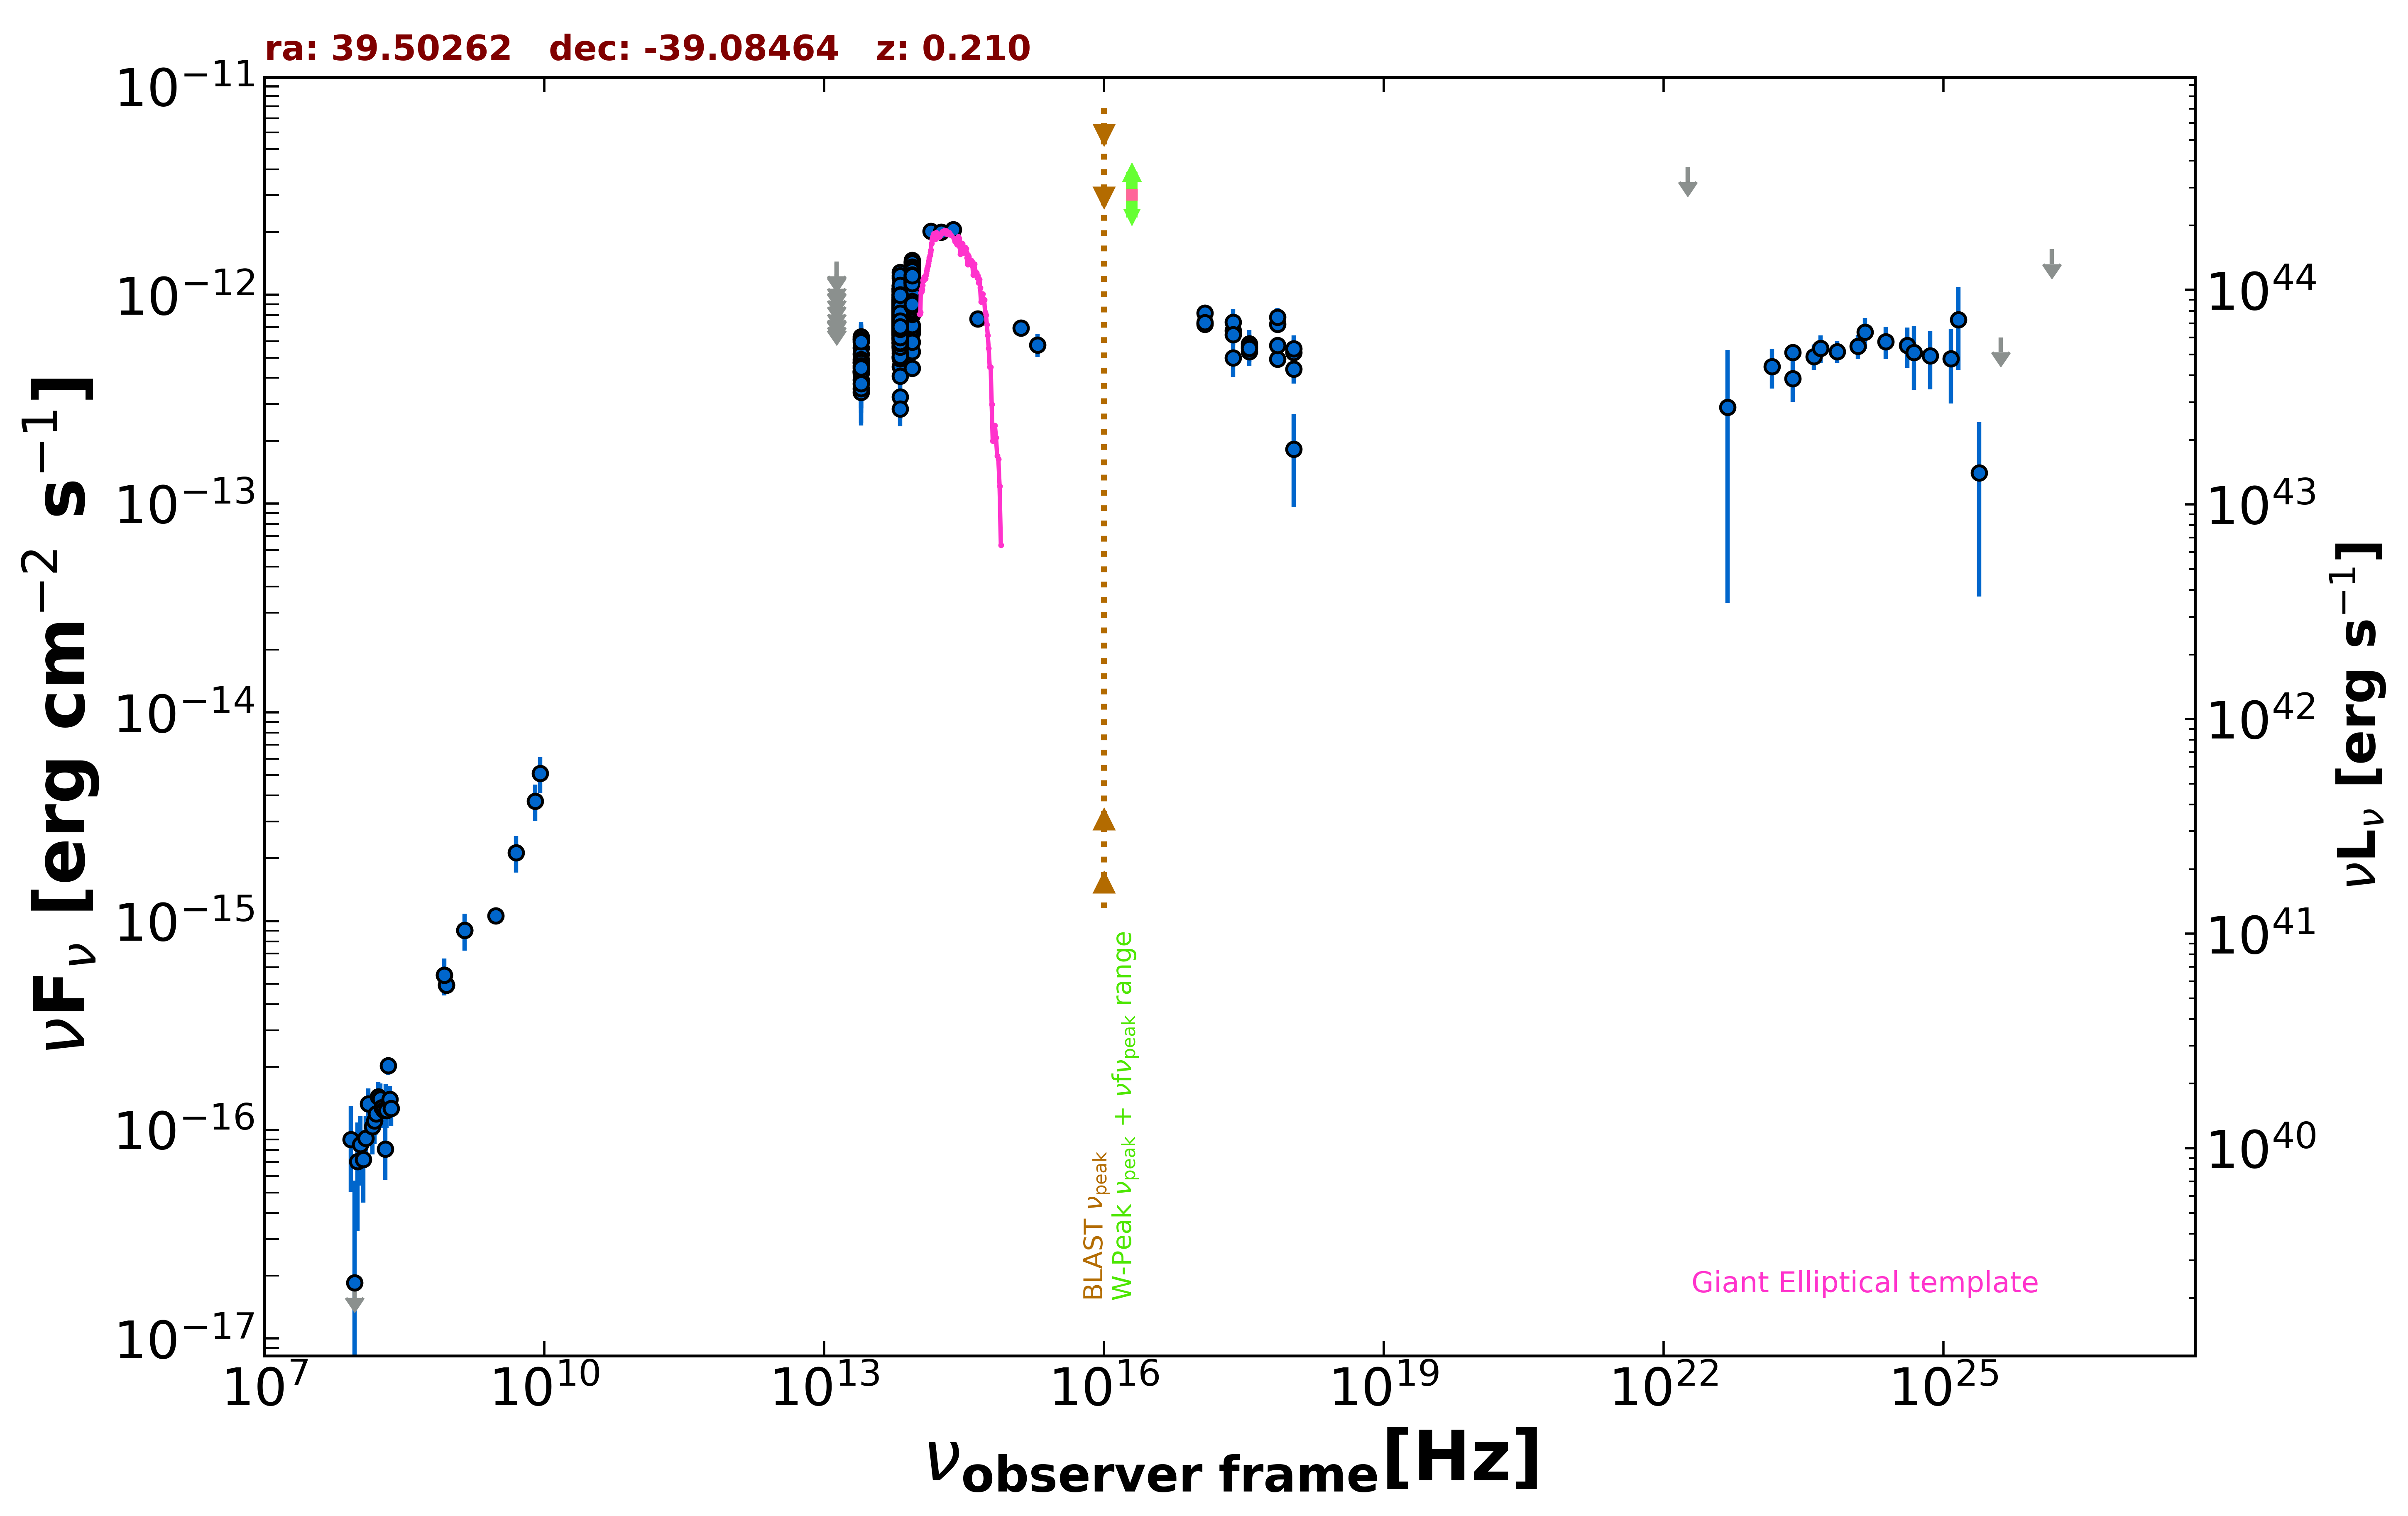 ra: 39.50262   dec: -39.08464   z: 0.210
νFν [erg cm−2 s−1]
10−11
10−12
10−13
10−14
10−15
10−16
10−17
1044
1043
1042
1041
1040
νLν [erg s−1]
BLAST νpeak
W-Peak νpeak + νfνpeak range
Giant Elliptical template
107
1010
1013
1016
1019
1022
1025
νobserver frame[Hz]